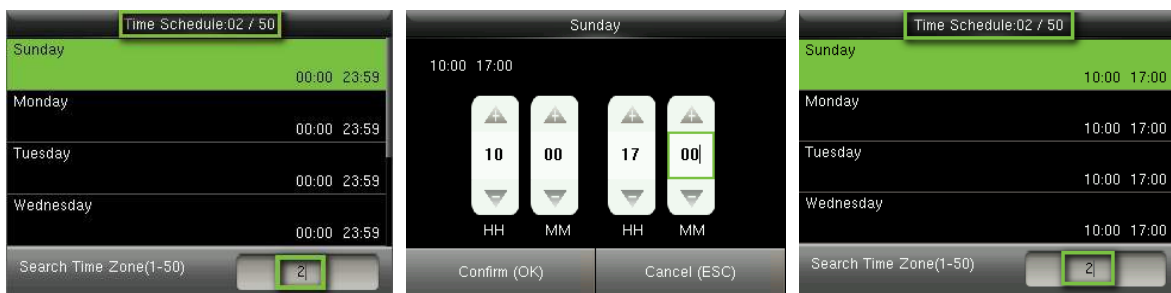 Time Schedule:02 / 50
Sunday
00:00 23:59
Monday
00:00 23:59
Tuesday
00:00 23:59
Wednesday
00:00 23:59
Search Time Zone(1-50)
2
Sunday
10:00 17:00
10 00 17 00
HH MM HH MM
Confirm (OK) Cancel (ESC)
Time Schedule:02 / 50
Sunday
10:00 17:00
Monday
10:00 17:00
Tuesday
10:00 17:00
Wednesday
10:00 17:00
Search Time Zone(1-50)
2